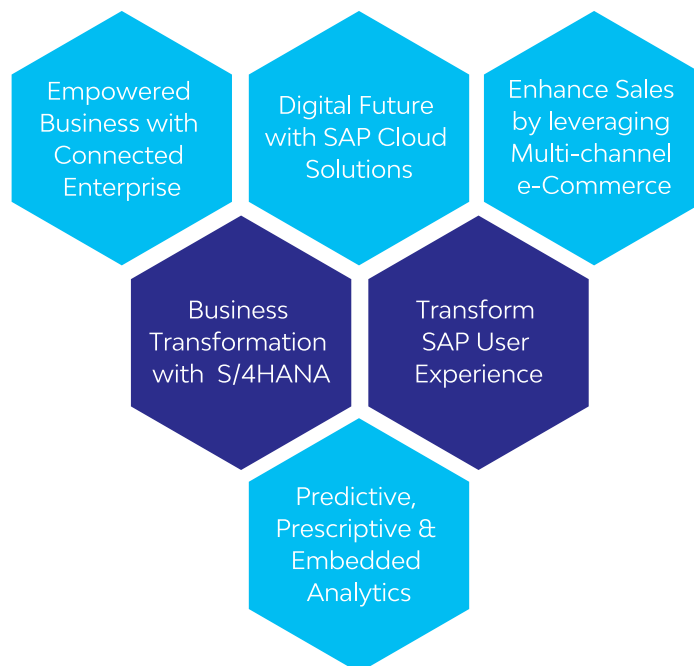 Empowered
Business with
Connected
Enterprise
Digital Future
with SAP Cloud
Solutions
Enhance Sales
by leveraging
Multi-channel
e-Commerce
Business
Transformation
with S/4HANA
Transform
SAP User
Experience
Predictive,
Prescriptive &
Embedded
Analytics